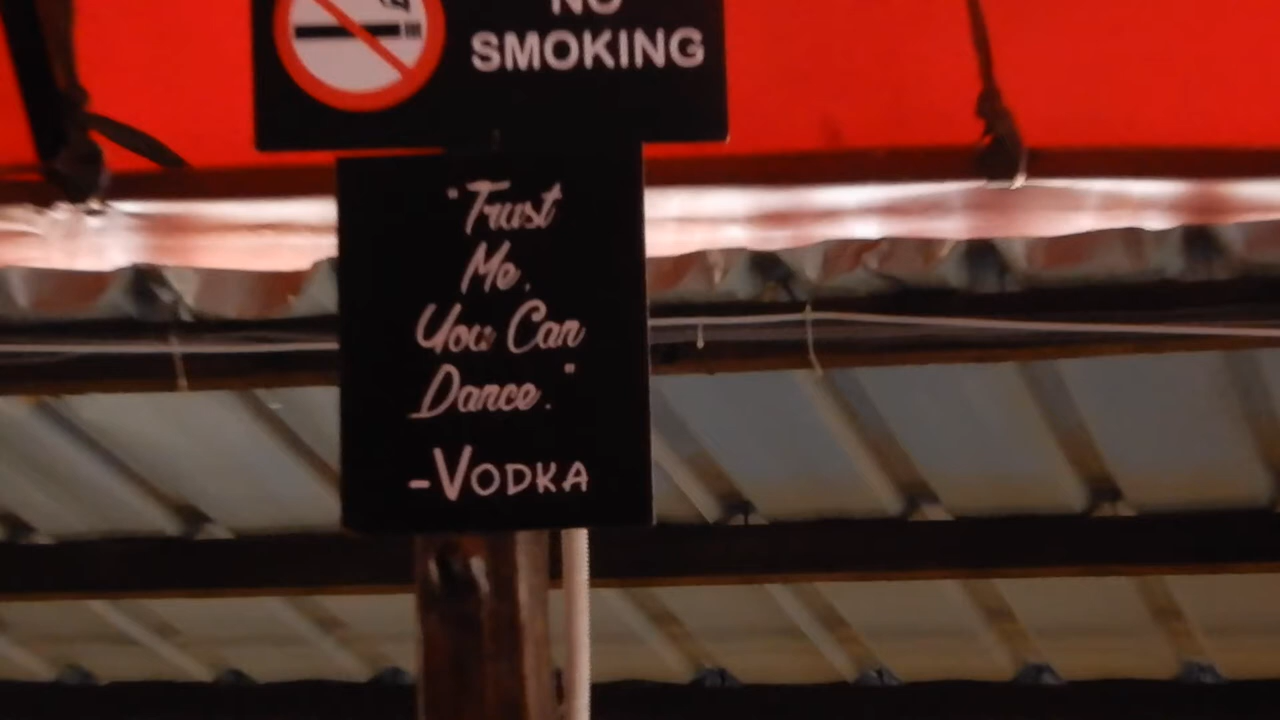 NO
SMOKING
"Trust
Me,
You Can
Dance."
-VODKA